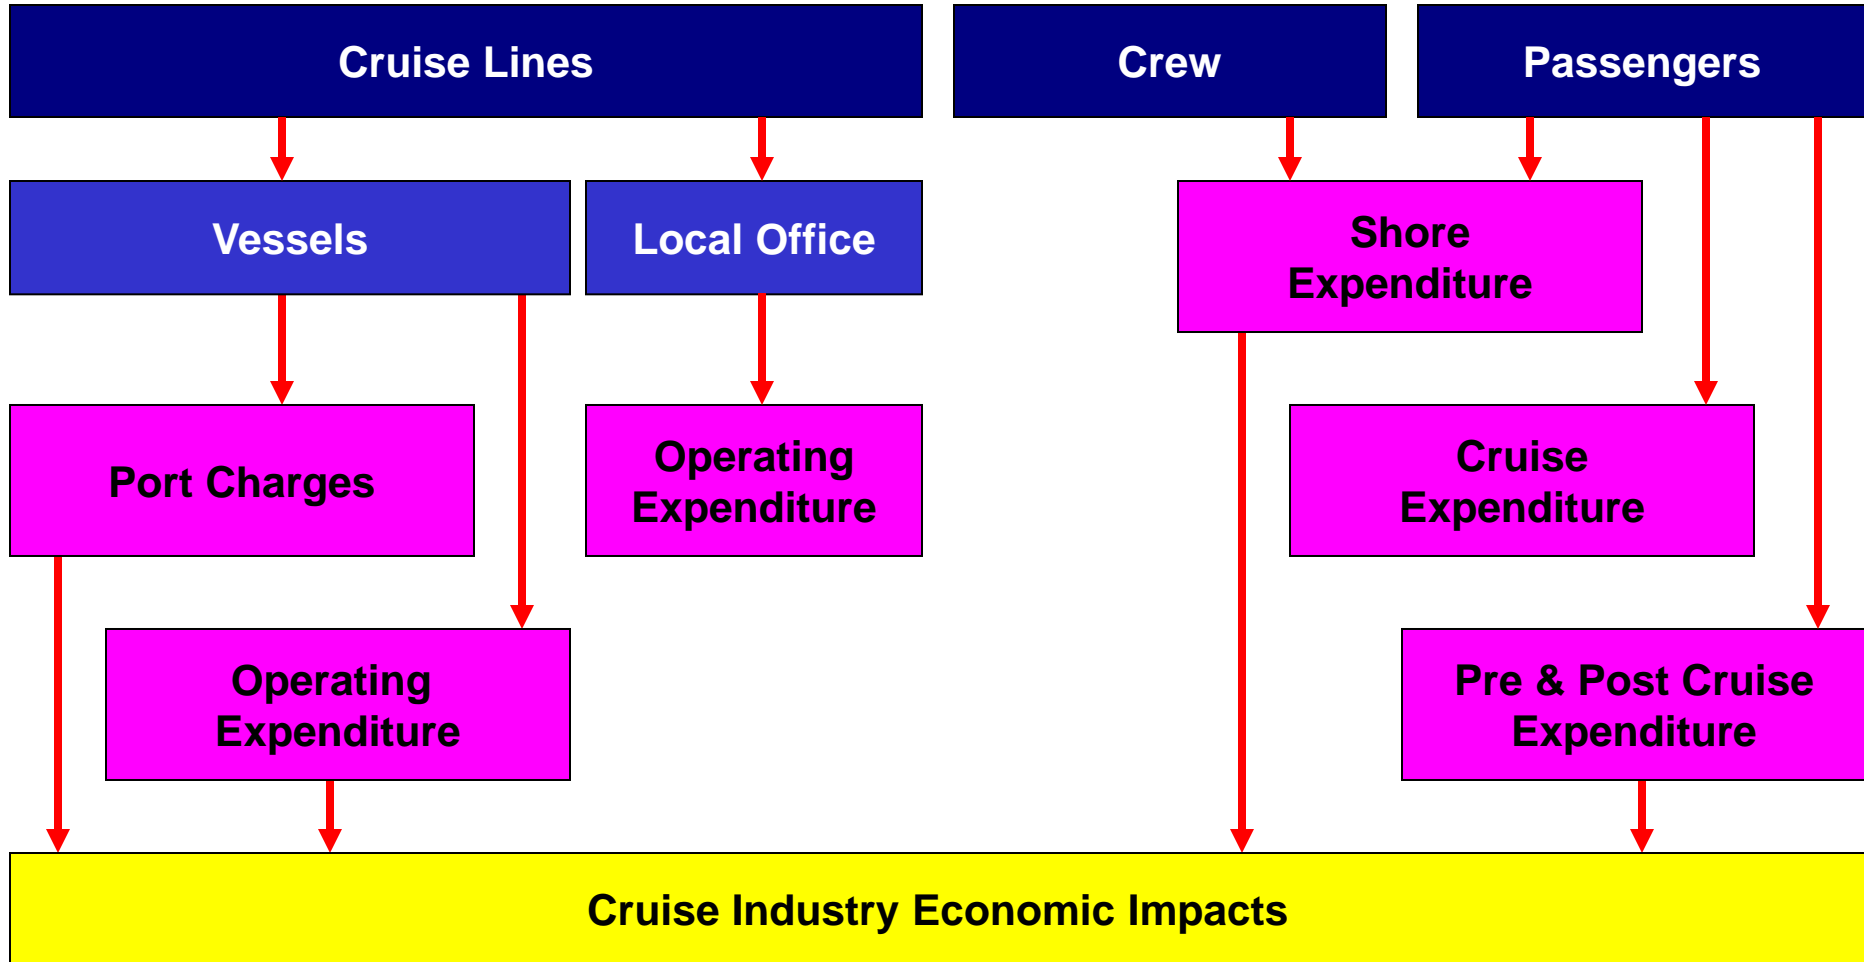 Cruise Lines
Crew
Passengers
Vessels
Local Office
Shore
Expenditure
Port Charges
Operating
Expenditure
Cruise
Expenditure
Operating
Expenditure
Pre & Post Cruise
Expenditure
Cruise Industry Economic Impacts